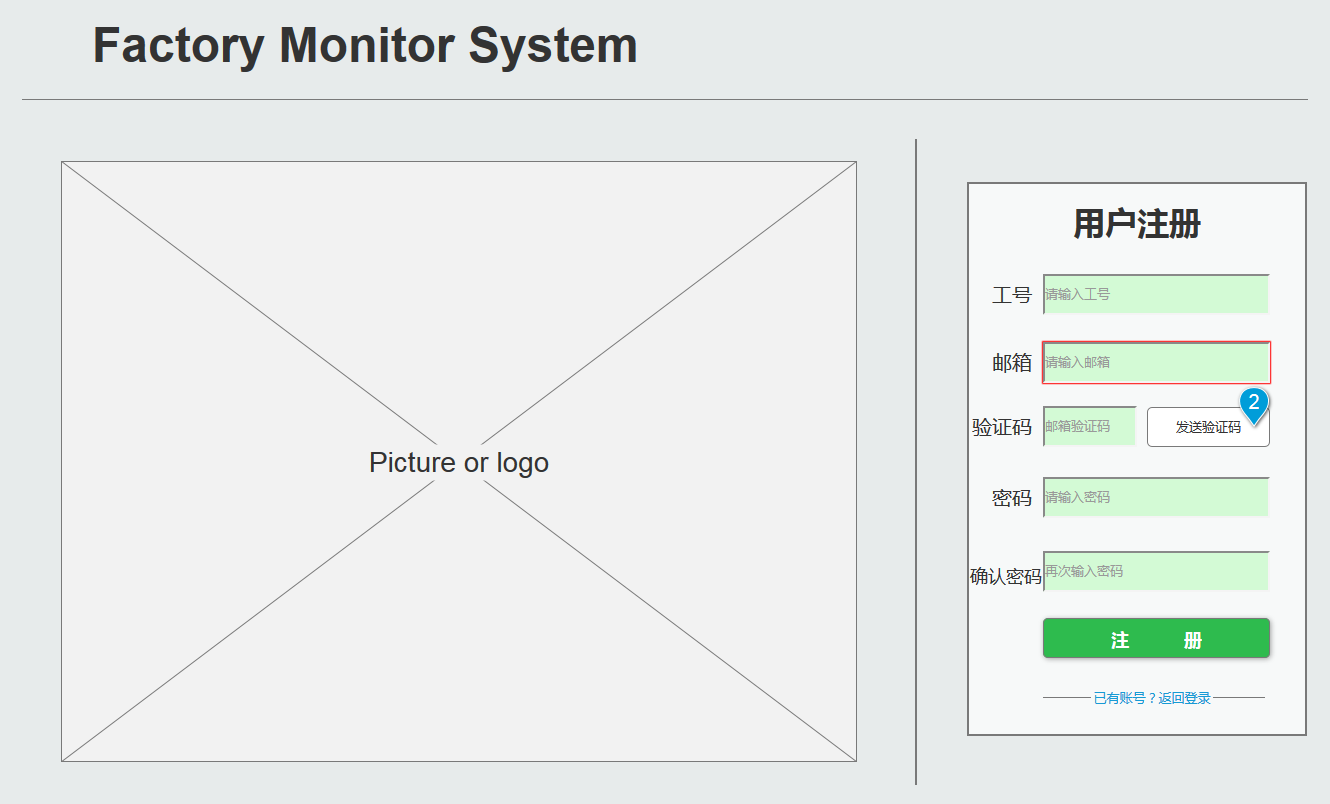 Factory Monitor System
Picture or logo
用户注册
工号 请输入工号
邮箱 请输入邮箱
2
验证码 邮箱验证码 发送验证码
密码 请输入密码
确认密码 再次输入密码
注 册
已有账号？返回登录